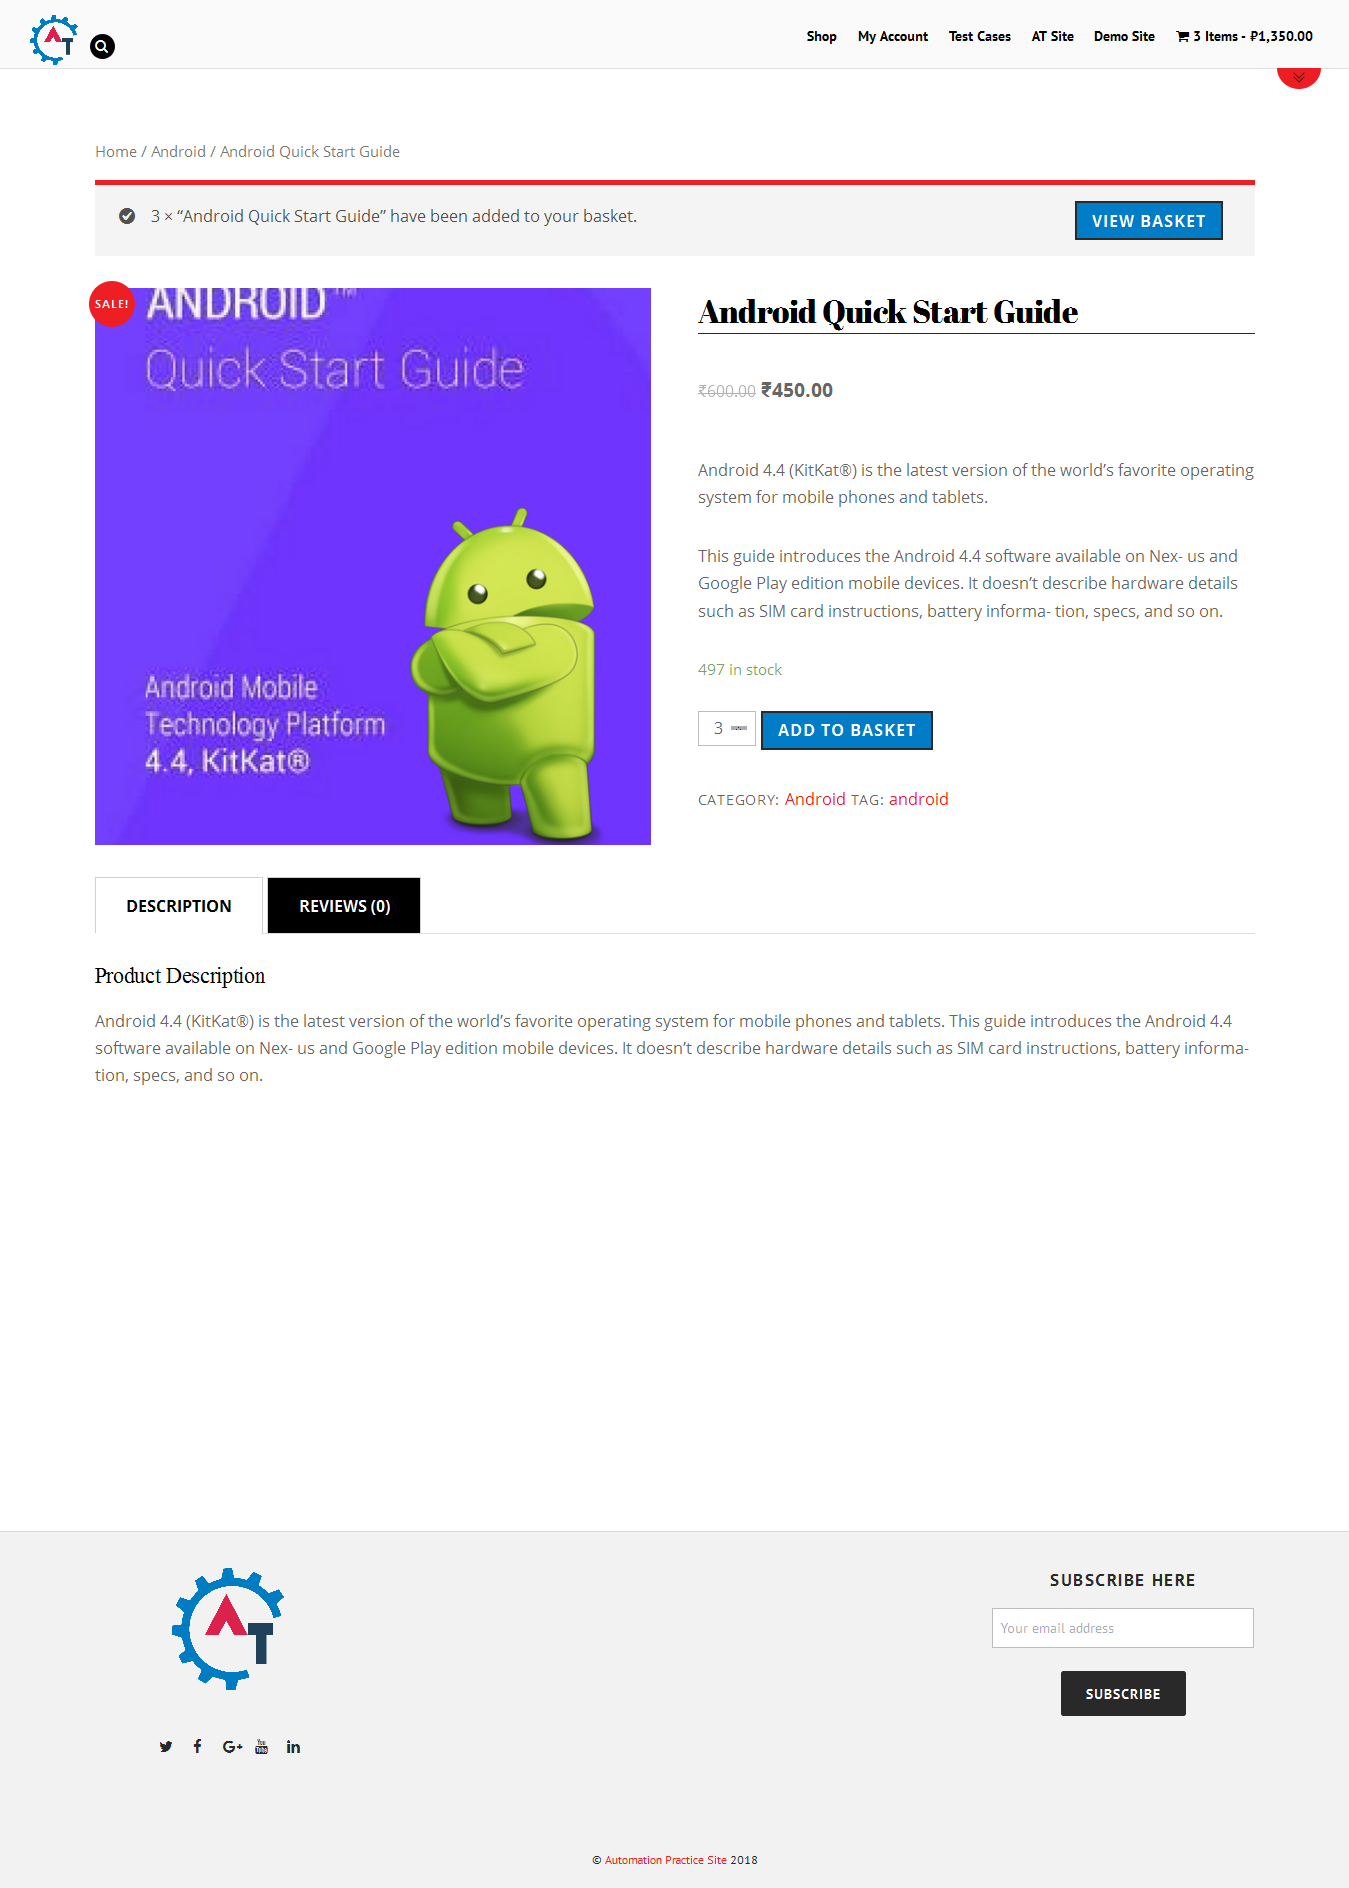 AT
Shop My Account Test Cases AT Site Demo Site 3 Items - ₽1,350.00
Home / Android / Android Quick Start Guide
3 × “Android Quick Start Guide” have been added to your basket.
VIEW BASKET
SALE!
ANDROID™
Quick Start Guide
Android Mobile
Technology Platform
4.4, KitKat®
Android Quick Start Guide
₹600.00 ₹450.00
Android 4.4 (KitKat®) is the latest version of the world’s favorite operating
system for mobile phones and tablets.
This guide introduces the Android 4.4 software available on Nex- us and
Google Play edition mobile devices. It doesn’t describe hardware details
such as SIM card instructions, battery informa- tion, specs, and so on.
497 in stock
3
ADD TO BASKET
CATEGORY: Android TAG: android
DESCRIPTION
REVIEWS (0)
Product Description
Android 4.4 (KitKat®) is the latest version of the world’s favorite operating system for mobile phones and tablets. This guide introduces the Android 4.4
software available on Nex- us and Google Play edition mobile devices. It doesn’t describe hardware details such as SIM card instructions, battery informa-
tion, specs, and so on.
AT
SUBSCRIBE HERE
Your email address
SUBSCRIBE
© Automation Practice Site 2018